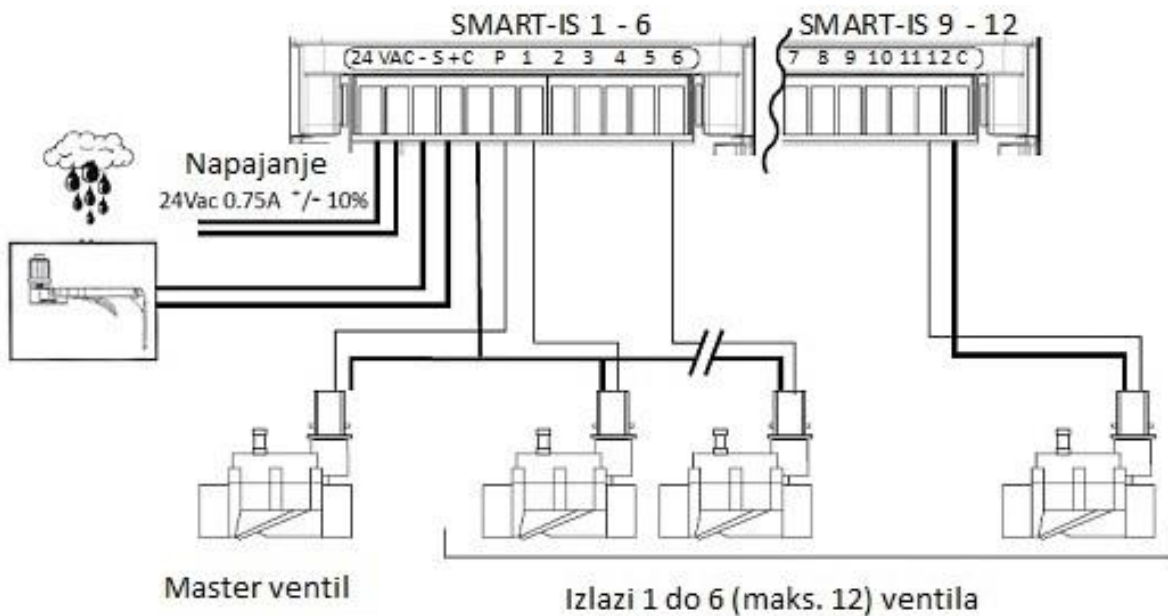 SMART-IS 1 - 6
SMART-IS 9 - 12
24 VAC - S + C P 1 2 3 4 5 6
7 8 9 10 11 12 C
Napajanje
24Vac 0.75A +/- 10%
Master ventil
Izlazi 1 do 6 (maks. 12) ventila